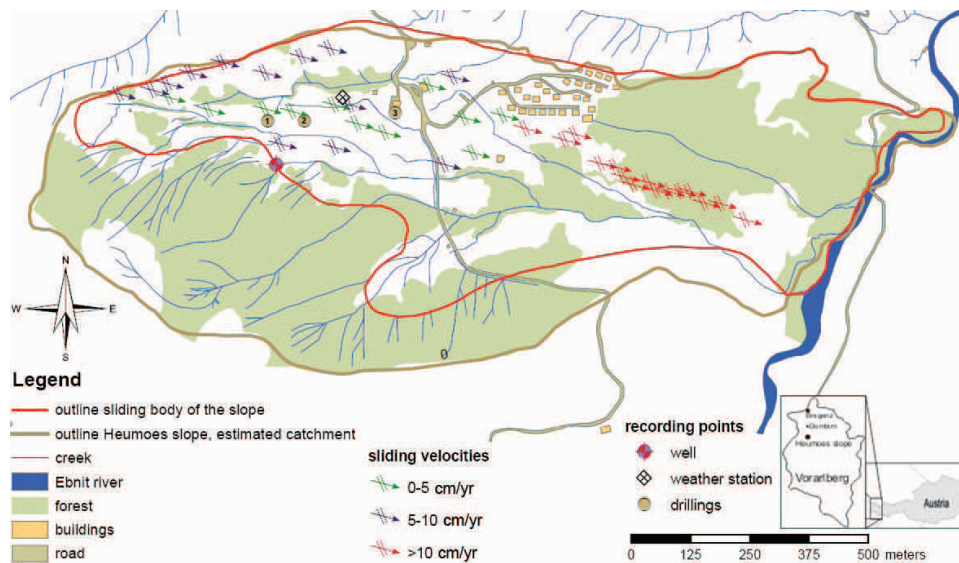 1
2
3
N
W
E
S
0
Legend
outline sliding body of the slope
outline Heumoes slope, estimated catchment
creek
Ebnit river
forest
buildings
road
sliding velocities
0-5 cm/yr
5-10 cm/yr
>10 cm/yr
recording points
well
weather station
drillings
0 125 250 375 500 meters
Bregenz
Dornbirn
Heumoes slope
Vorarlberg
Austria